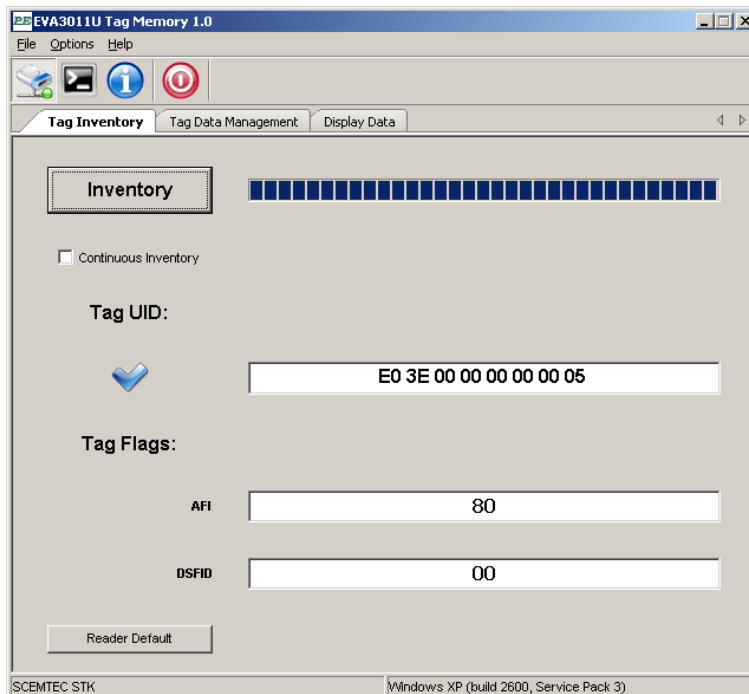 PE EVA3011U Tag Memory 1.0
File Options Help
Tag Inventory Tag Data Management Display Data
Inventory
Continuous Inventory
Tag UID:
E0 3E 00 00 00 00 00 05
Tag Flags:
AFI 80
DSFID 00
Reader Default
SCEMTEC STK Windows XP (build 2600, Service Pack 3)